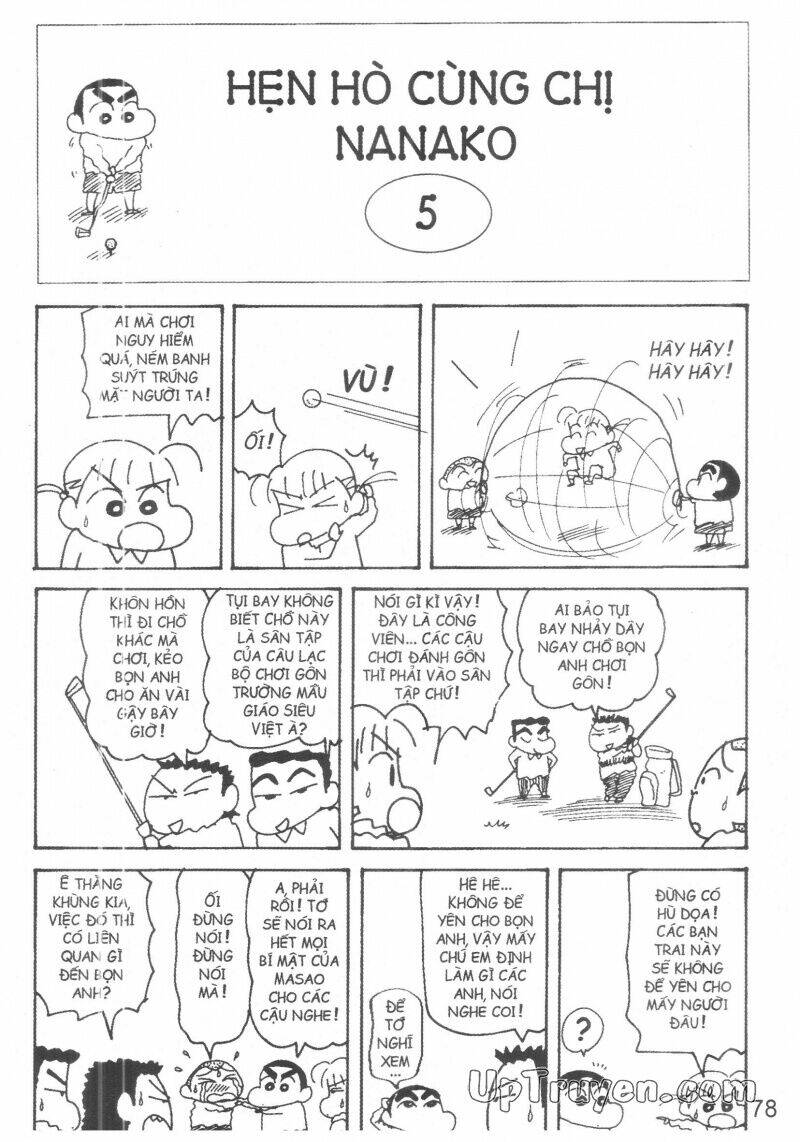 HẸN HÒ CÙNG CHỊ
NANAKO
5
HÂY HÂY!
HÂY HÂY!
VÙ!
ỐI!
AI MÀ CHƠI
NGUY HIỂM
QUÁ, NÉM BANH
SUÝT TRÚNG
NGƯỜI TA!
AI BẢO TỤI
BAY NHẢY DÂY
NGAY CHỖ BỌN
ANH CHƠI
GÔN!
NÓI GÌ KÌ VẬY!
ĐÂY LÀ CÔNG
VIÊN... CÁC CẬU
CHƠI ĐÁNH GÔN
THÌ PHẢI VÀO SÂN
TẬP CHỨ!
TỤI BAY KHÔNG
BIẾT CHỖ NÀY
LÀ SÂN TẬP
CỦA CÂU LẠC
BỘ CHƠI GÔN
TRƯỜNG MẪU
GIÁO SIÊU
VIỆT À?
KHÔN HỒN
THÌ ĐI CHỖ
KHÁC MÀ
CHƠI, KẺO
BỌN ANH
CHO ĂN VÀI
GẬY BÂY
GIỜ!
ĐỪNG CÓ
HÙ DỌA!
CÁC BẠN
TRAI NÀY
SẼ KHÔNG
ĐỂ YÊN CHO
MẤY NGƯỜI
ĐÂU!
?
HÊ HÊ...
KHÔNG ĐỂ
YÊN CHO BỌN
ANH, VẬY MẤY
CHÚ EM ĐỊNH
LÀM GÌ CÁC
ANH, NÓI
NGHE COI!
ĐỂ
TỚ
NGHĨ
XEM
...
A, PHẢI
RỒI! TỚ
SẼ NÓI RA
HẾT MỌI
BÍ MẬT CỦA
MASAO
CHO CÁC
CẬU NGHE!
ỐI
ĐỪNG
NÓI!
ĐỪNG
NÓI
MÀ!
Ê THẰNG
KHÙNG KIA,
VIỆC ĐÓ THÌ
CÓ LIÊN
QUAN GÌ
ĐẾN BỌN
ANH?
UpTruyen.com
78